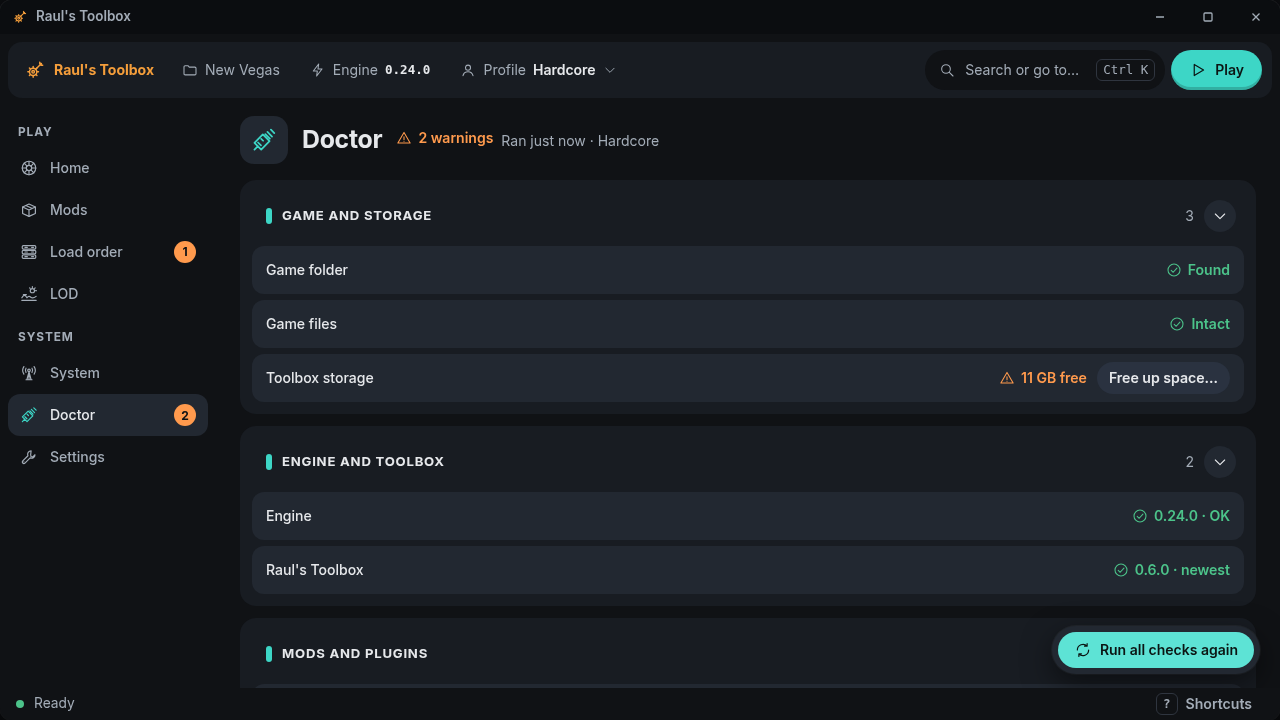 Raul's Toolbox
Raul's Toolbox
New Vegas
Engine 0.24.0
Profile Hardcore
Search or go to...
Ctrl K
Play
PLAY
Home
Mods
Load order 1
LOD
SYSTEM
System
Doctor 2
Settings
Doctor
2 warnings
Ran just now · Hardcore
GAME AND STORAGE 3
Game folder Found
Game files Intact
Toolbox storage 11 GB free Free up space...
ENGINE AND TOOLBOX 2
Engine 0.24.0 · OK
Raul's Toolbox 0.6.0 · newest
MODS AND PLUGINS
Run all checks again
Ready
? Shortcuts